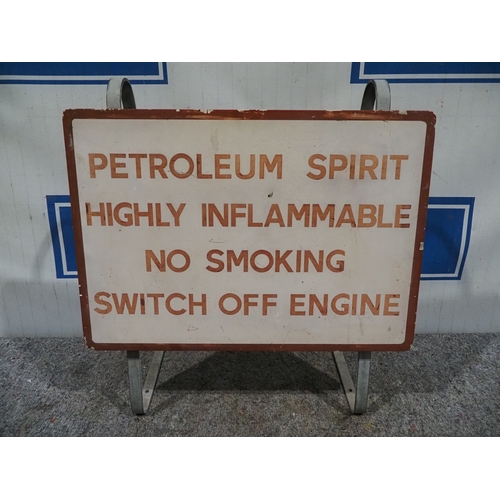 PETROLEUM SPIRIT
HIGHLY INFLAMMABLE
NO SMOKING
SWITCH OFF ENGINE